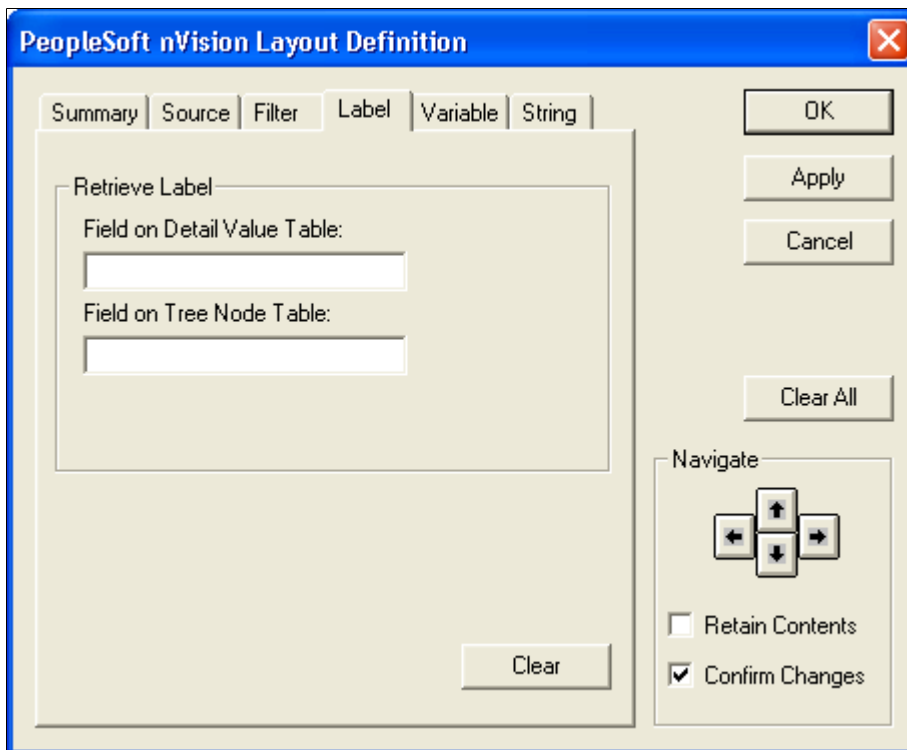 PeopleSoft nVision Layout Definition
Summary Source Filter Label Variable String
Retrieve Label
Field on Detail Value Table:
Field on Tree Node Table:
Clear
OK
Apply
Cancel
Clear All
Navigate
Retain Contents
Confirm Changes